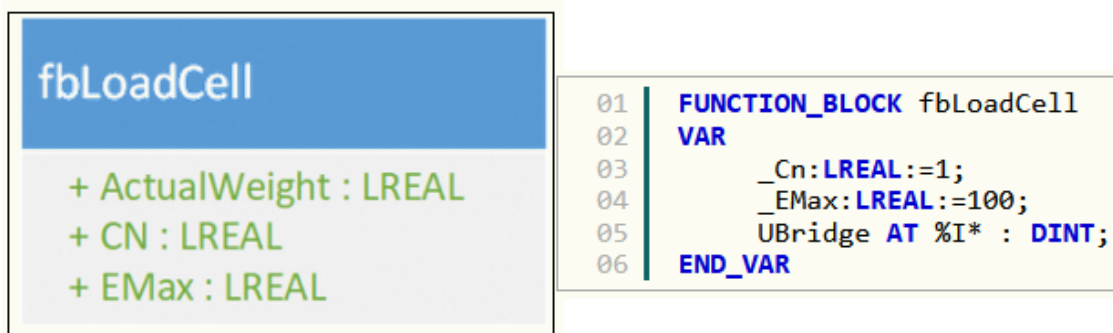 fbLoadCell
+ ActualWeight : LREAL
+ CN : LREAL
+ EMax : LREAL
01 FUNCTION_BLOCK fbLoadCell
02 VAR
03 _Cn:LREAL:=1;
04 _EMax:LREAL:=100;
05 UBridge AT %I* : DINT;
06 END_VAR